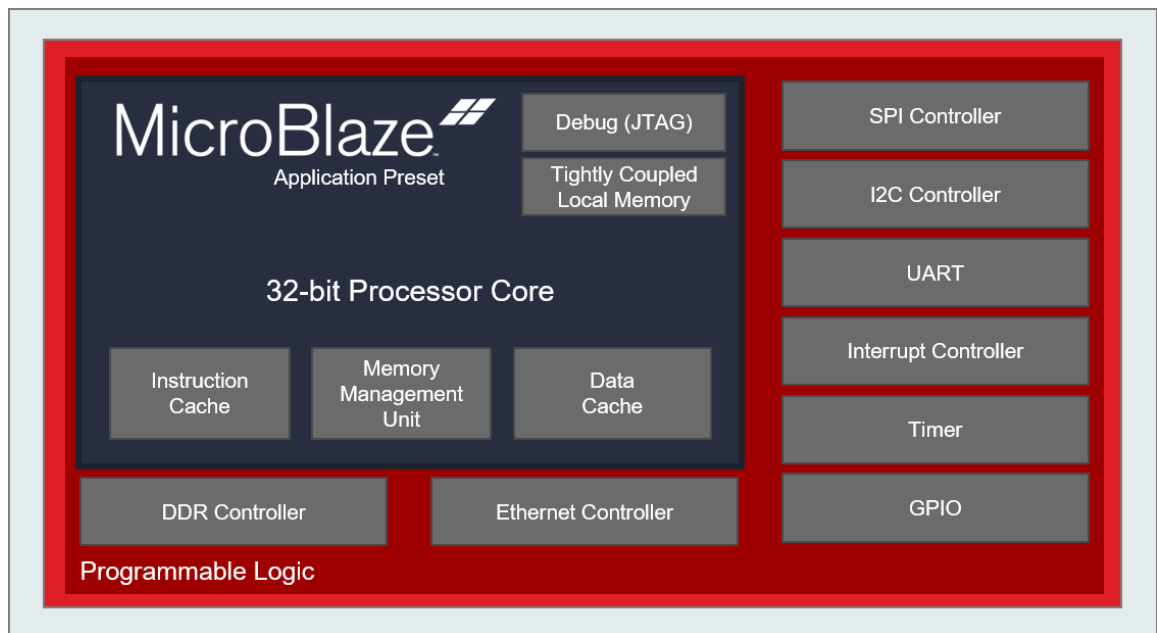 MicroBlaze™
Application Preset
Debug (JTAG)
Tightly Coupled
Local Memory
32-bit Processor Core
Instruction
Cache
Memory
Management
Unit
Data
Cache
DDR Controller
Ethernet Controller
Programmable Logic
SPI Controller
I2C Controller
UART
Interrupt Controller
Timer
GPIO